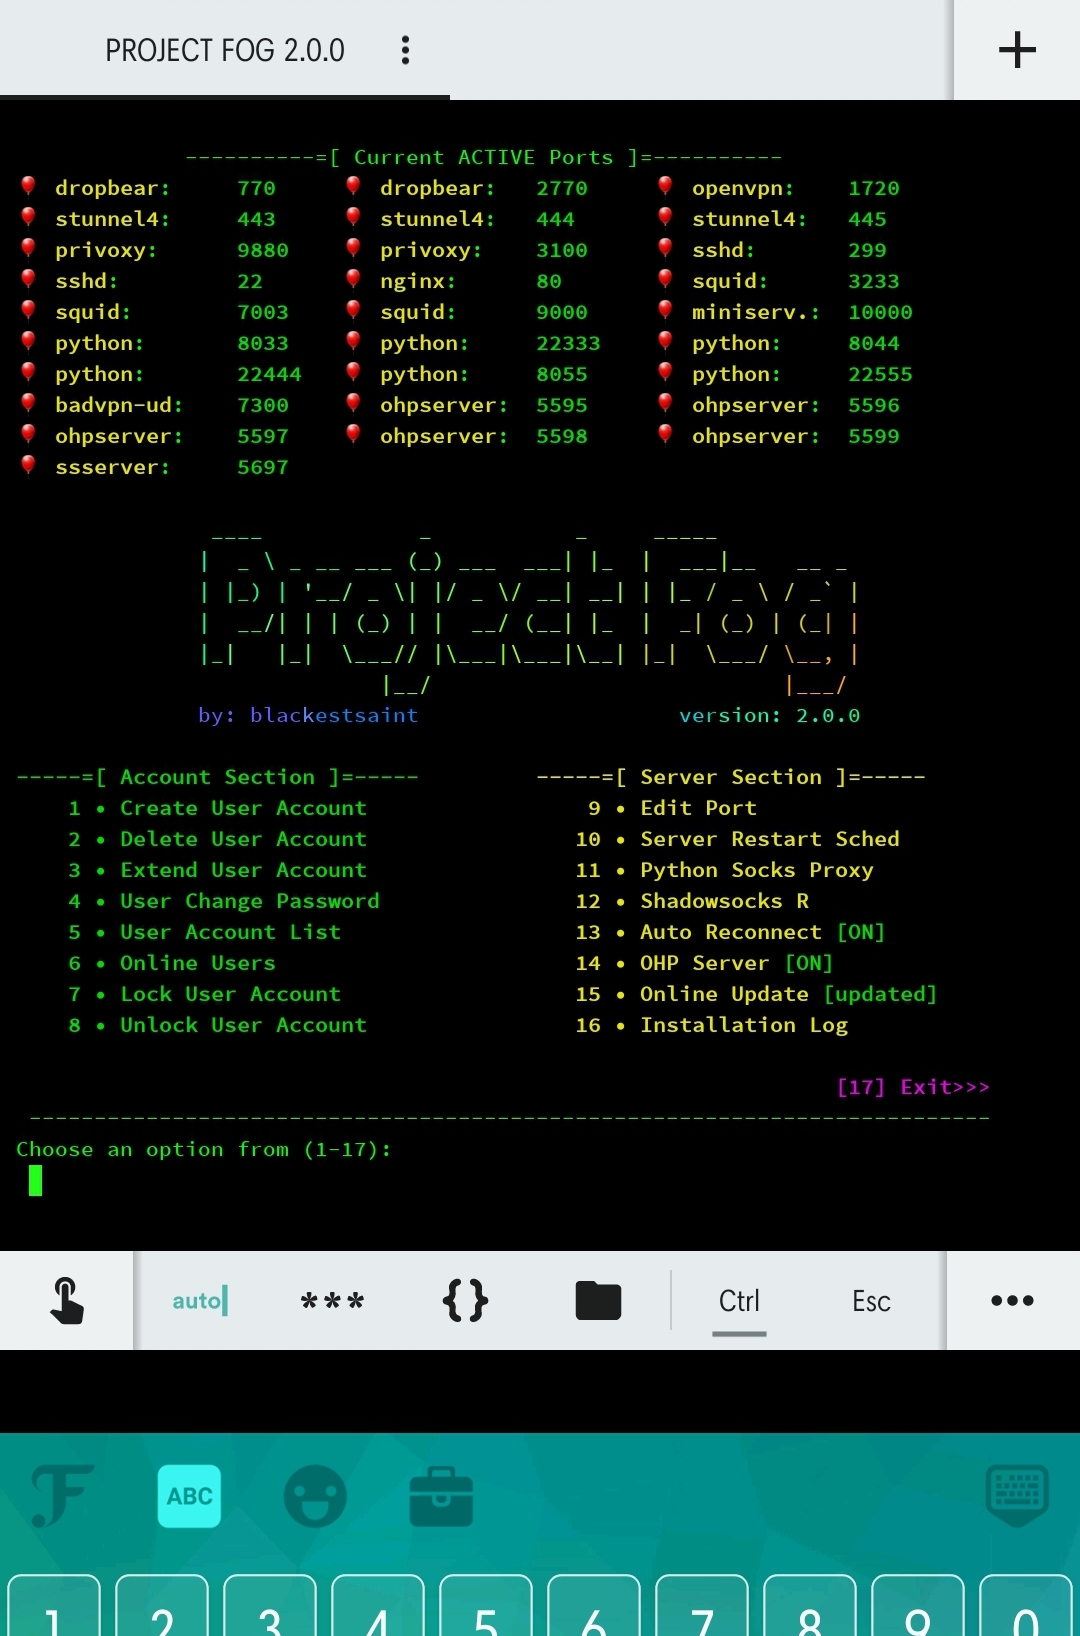 PROJECT FOG 2.0.0
----------=[ Current ACTIVE Ports ]=----------
dropbear: 770 dropbear: 2770 openvpn: 1720
stunnel4: 443 stunnel4: 444 stunnel4: 445
privoxy: 9880 privoxy: 3100 sshd: 299
sshd: 22 nginx: 80 squid: 3233
squid: 7003 squid: 9000 miniserv.: 10000
python: 8033 python: 22333 python: 8044
python: 22444 python: 8055 python: 22555
badvpn-ud: 7300 ohpserver: 5595 ohpserver: 5596
ohpserver: 5597 ohpserver: 5598 ohpserver: 5599
ssserver: 5697
Project Fog
by: blackestsaint version: 2.0.0
-----=[ Account Section ]=----- -----=[ Server Section ]=-----
1 • Create User Account 9 • Edit Port
2 • Delete User Account 10 • Server Restart Sched
3 • Extend User Account 11 • Python Socks Proxy
4 • User Change Password 12 • Shadowsocks R
5 • User Account List 13 • Auto Reconnect [ON]
6 • Online Users 14 • OHP Server [ON]
7 • Lock User Account 15 • Online Update [updated]
8 • Unlock User Account 16 • Installation Log
[17] Exit>>>
--------------------------------------------------------------------------
Choose an option from (1-17):
auto *** {} Ctrl Esc
F ABC
1 2 3 4 5 6 7 8 9 0